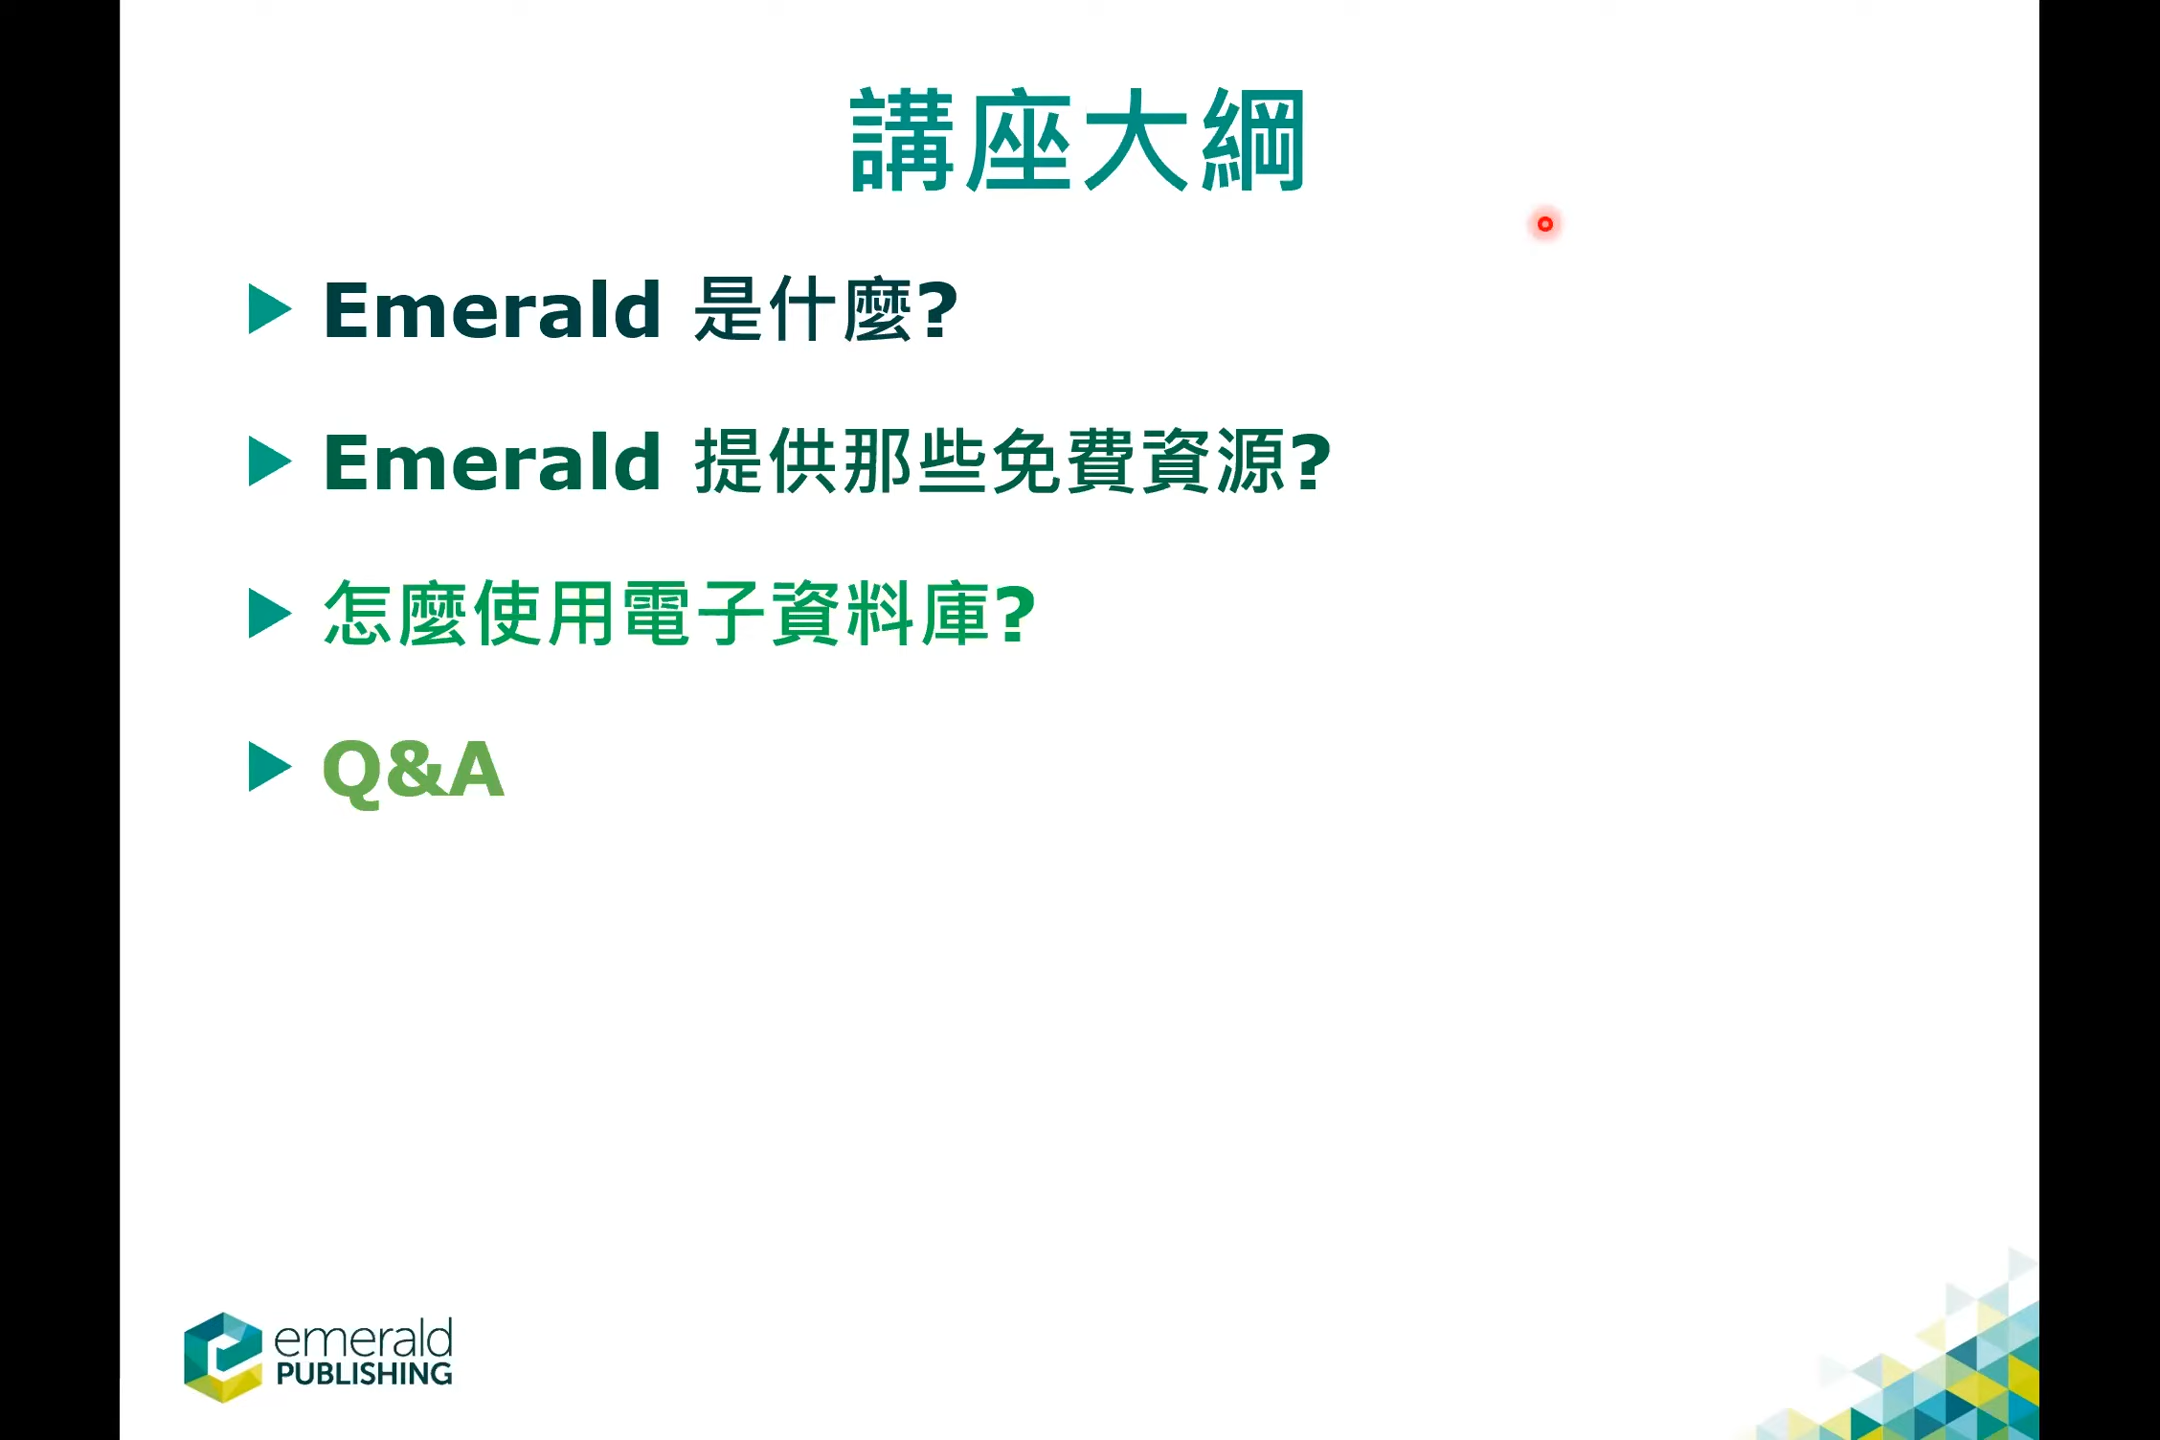 講座大綱
Emerald 是什麼?
Emerald 提供那些免費資源?
怎麼使用電子資料庫?
Q&A
emerald
PUBLISHING